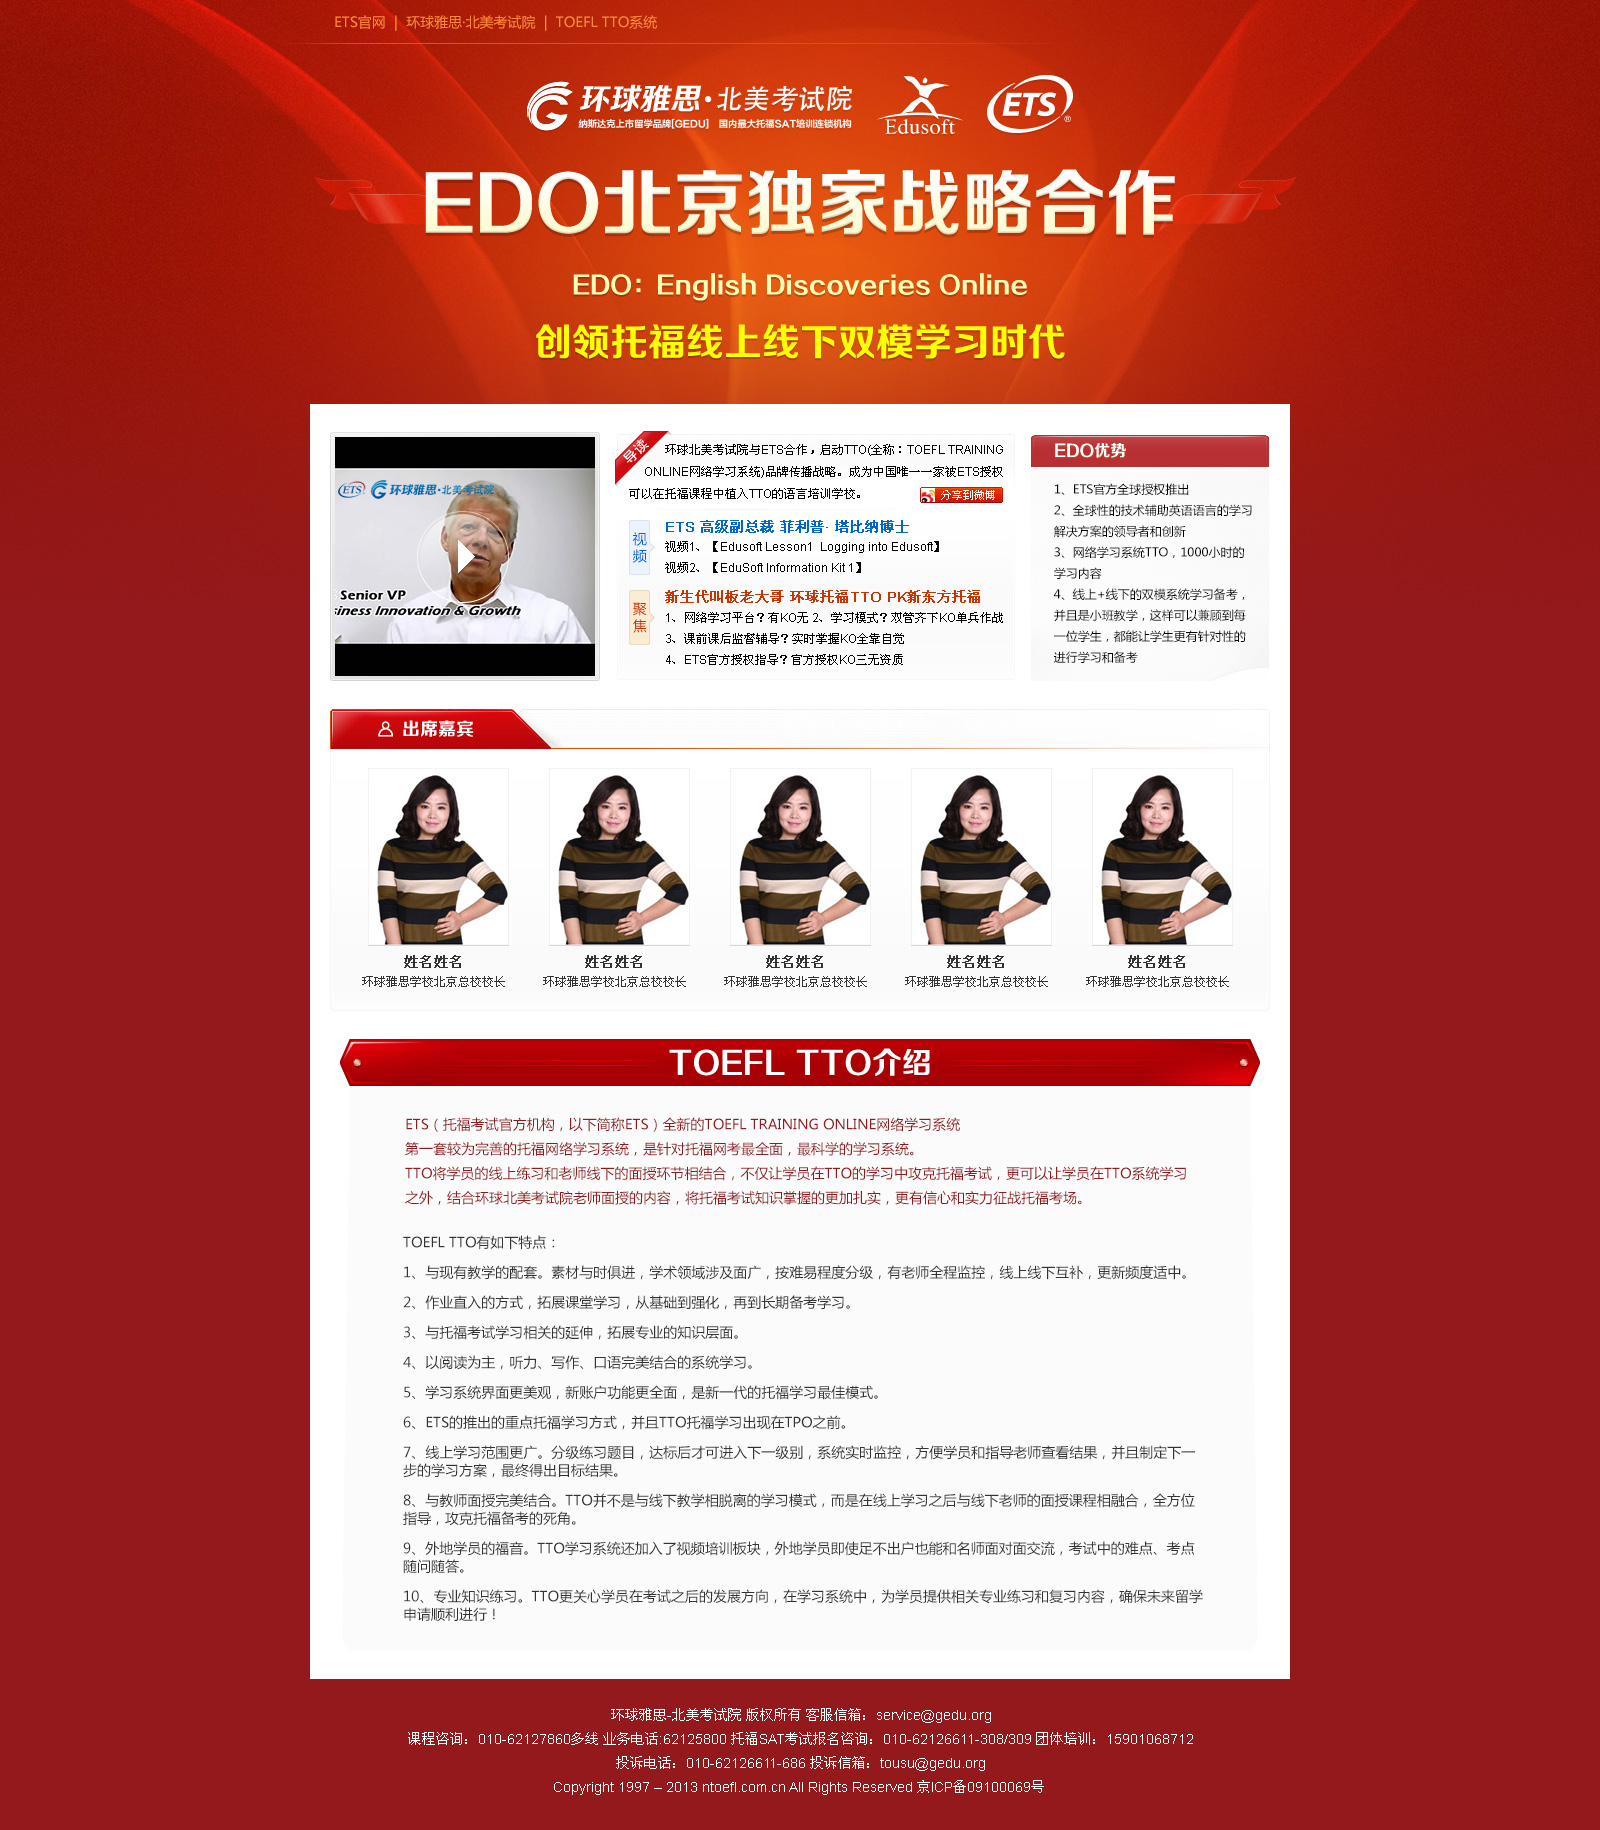 ETS官网 | 环球雅思·北美考试院 | TOEFL TTO系统
环球雅思·北美考试院
纳斯达克上市留学品牌[GEDU] 国内最大托福SAT培训连锁机构
Edusoft
ETS
EDO北京独家战略合作
EDO：English Discoveries Online
创领托福线上线下双模学习时代
ETS 环球雅思·北美考试院
Senior VP
siness Innovation & Growth
导读
环球北美考试院与ETS合作，启动TTO(全称：TOEFL TRAINING
ONLINE网络学习系统)品牌传播战略。成为中国唯一一家被ETS授权
可以在托福课程中植入TTO的语言培训学校。
分享到微博
视频
ETS 高级副总裁 菲利普· 塔比纳博士
视频1、【Edusoft Lesson1 Logging into Edusoft】
视频2、【EduSoft Information Kit 1】
聚焦
新生代叫板老大哥 环球托福TTO PK新东方托福
1、网络学习平台？有KO无 2、学习模式？双管齐下KO单兵作战
3、课前课后监督辅导？实时掌握KO全靠自觉
4、ETS官方授权指导？官方授权KO三无资质
EDO优势
1、ETS官方全球授权推出
2、全球性的技术辅助英语语言的学习
解决方案的领导者和创新
3、网络学习系统TTO，1000小时的
学习内容
4、线上+线下的双模系统学习备考，
并且是小班教学，这样可以兼顾到每
一位学生，都能让学生更有针对性的
进行学习和备考
出席嘉宾
姓名姓名 姓名姓名 姓名姓名 姓名姓名 姓名姓名
环球雅思学校北京总校校长 环球雅思学校北京总校校长 环球雅思学校北京总校校长 环球雅思学校北京总校校长 环球雅思学校北京总校校长
TOEFL TTO介绍
ETS（托福考试官方机构，以下简称ETS）全新的TOEFL TRAINING ONLINE网络学习系统
第一套较为完善的托福网络学习系统，是针对托福网考最全面，最科学的学习系统。
TTO将学员的线上练习和老师线下的面授环节相结合，不仅让学员在TTO的学习中攻克托福考试，更可以让学员在TTO系统学习
之外，结合环球北美考试院老师面授的内容，将托福考试知识掌握的更加扎实，更有信心和实力征战托福考场。
TOEFL TTO有如下特点：
1、与现有教学的配套。素材与时俱进，学术领域涉及面广，按难易程度分级，有老师全程监控，线上线下互补，更新频度适中。
2、作业直入的方式，拓展课堂学习，从基础到强化，再到长期备考学习。
3、与托福考试学习相关的延伸，拓展专业的知识层面。
4、以阅读为主，听力、写作、口语完美结合的系统学习。
5、学习系统界面更美观，新账户功能更全面，是新一代的托福学习最佳模式。
6、ETS的推出的重点托福学习方式，并且TTO托福学习出现在TPO之前。
7、线上学习范围更广。分级练习题目，达标后才可进入下一级别，系统实时监控，方便学员和指导老师查看结果，并且制定下一
步的学习方案，最终得出目标结果。
8、与教师面授完美结合。TTO并不是与线下教学相脱离的学习模式，而是在线上学习之后与线下老师的面授课程相融合，全方位
指导，攻克托福备考的死角。
9、外地学员的福音。TTO学习系统还加入了视频培训板块，外地学员即使足不出户也能和名师面对面交流，考试中的难点、考点
随问随答。
10、专业知识练习。TTO更关心学员在考试之后的发展方向，在学习系统中，为学员提供相关专业练习和复习内容，确保未来留学
申请顺利进行！
环球雅思-北美考试院 版权所有 客服信箱：service@gedu.org
课程咨询：010-62127860多线 业务电话:62125800 托福SAT考试报名咨询：010-62126611-308/309 团体培训：15901068712
投诉电话：010-62126611-686 投诉信箱：tousu@gedu.org
Copyright 1997 – 2013 ntoefl.com.cn All Rights Reserved 京ICP备09100069号